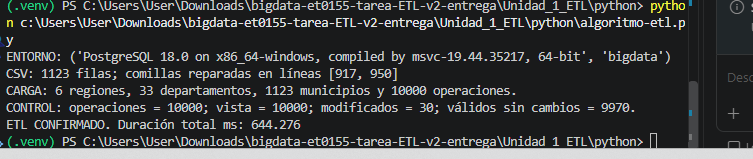 (.venv) PS C:\Users\User\Downloads\bigdata-et0155-tarea-ETL-v2-entrega\Unidad_1_ETL\python> pytho
n c:\Users\User\Downloads\bigdata-et0155-tarea-ETL-v2-entrega\Unidad_1_ETL\python\algoritmo-etl.p
y
ENTORNO: ('PostgreSQL 18.0 on x86_64-windows, compiled by msvc-19.44.35217, 64-bit', 'bigdata')
CSV: 1123 filas; comillas reparadas en líneas [917, 950]
CARGA: 6 regiones, 33 departamentos, 1123 municipios y 10000 operaciones.
CONTROL: operaciones = 10000; vista = 10000; modificados = 30; válidos sin cambios = 9970.
ETL CONFIRMADO. Duración total ms: 644.276
(.venv) PS C:\Users\User\Downloads\bigdata-et0155-tarea-ETL-v2-entrega\Unidad_1_ETL\python>
Desc